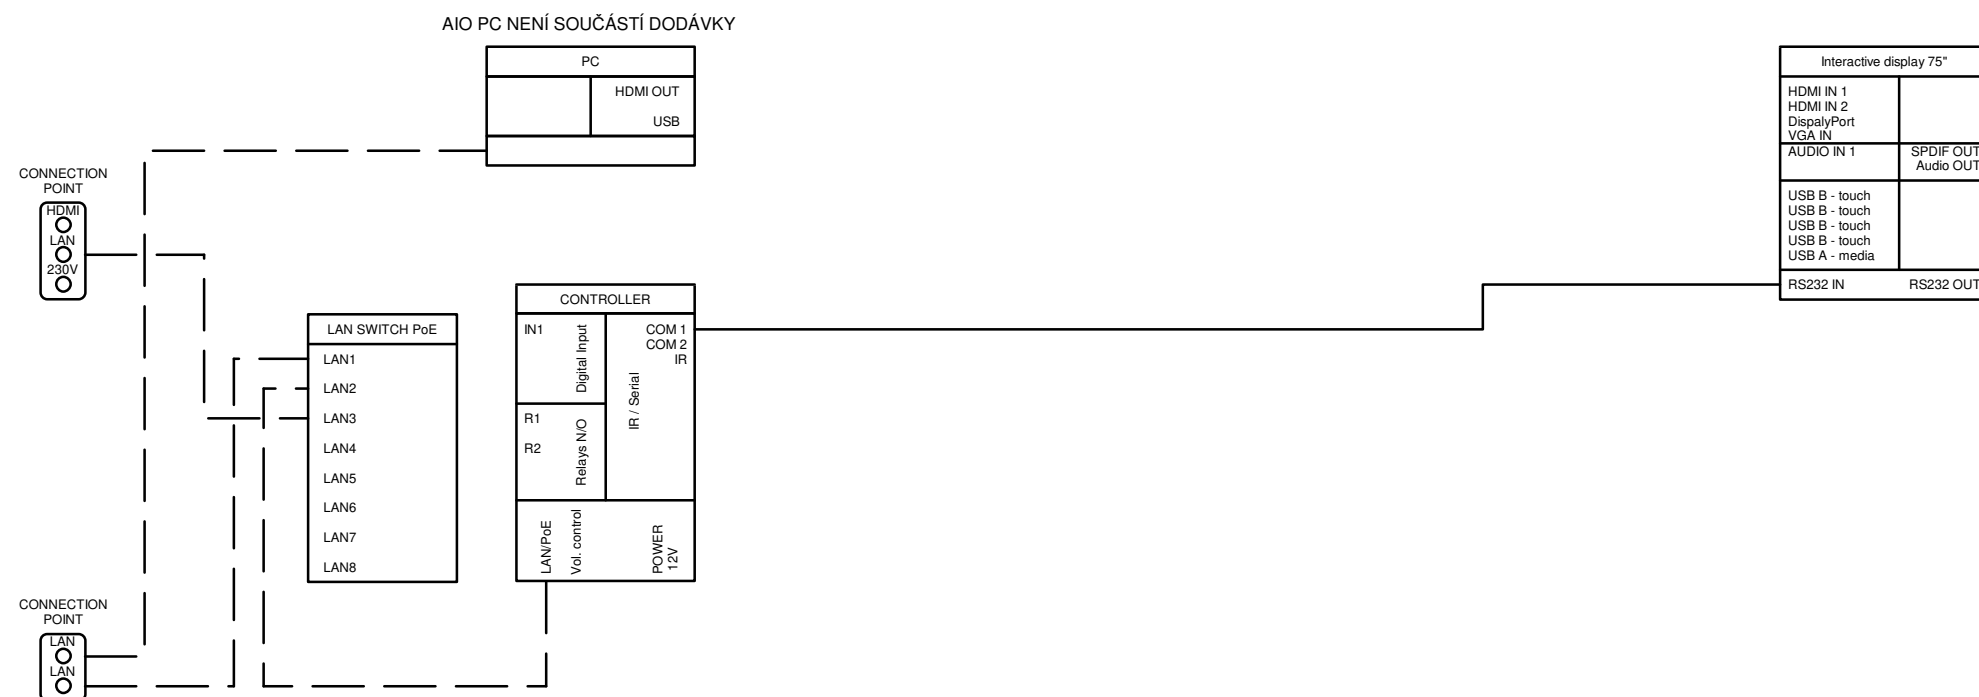 AIO PC NENÍ SOUČÁSTÍ DODÁVKY
PC
HDMI OUT
USB
Interactive display 75"
HDMI IN 1
HDMI IN 2
DispalyPort
VGA IN
AUDIO IN 1
SPDIF OUT
Audio OUT
USB B - touch
USB B - touch
USB B - touch
USB B - touch
USB A - media
RS232 IN
RS232 OUT
CONNECTION
POINT
HDMI
LAN
230V
LAN SWITCH PoE
LAN1
LAN2
LAN3
LAN4
LAN5
LAN6
LAN7
LAN8
CONTROLLER
IN1
Digital Input
COM 1
COM 2
IR
IR / Serial
R1
R2
Relays N/O
LAN/PoE
Vol. control
POWER
12V
CONNECTION
POINT
LAN
LAN